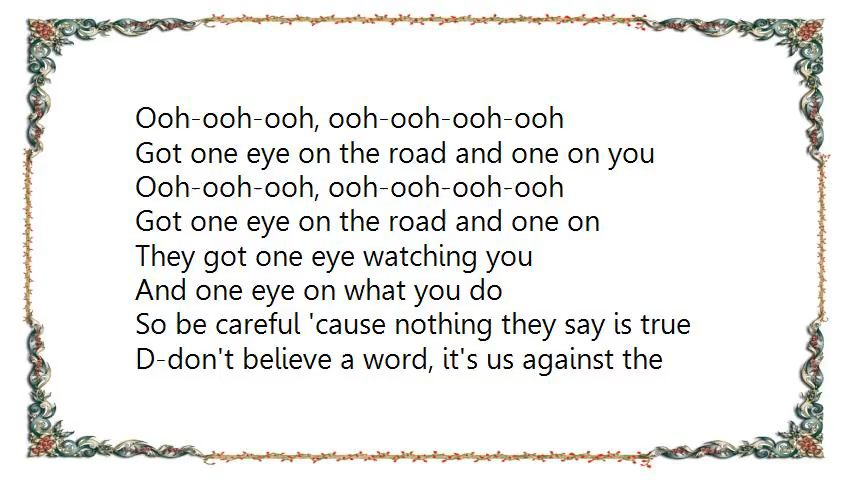 Ooh-ooh-ooh, ooh-ooh-ooh-ooh
Got one eye on the road and one on you
Ooh-ooh-ooh, ooh-ooh-ooh-ooh
Got one eye on the road and one on
They got one eye watching you
And one eye on what you do
So be careful 'cause nothing they say is true
D-don't believe a word, it's us against the